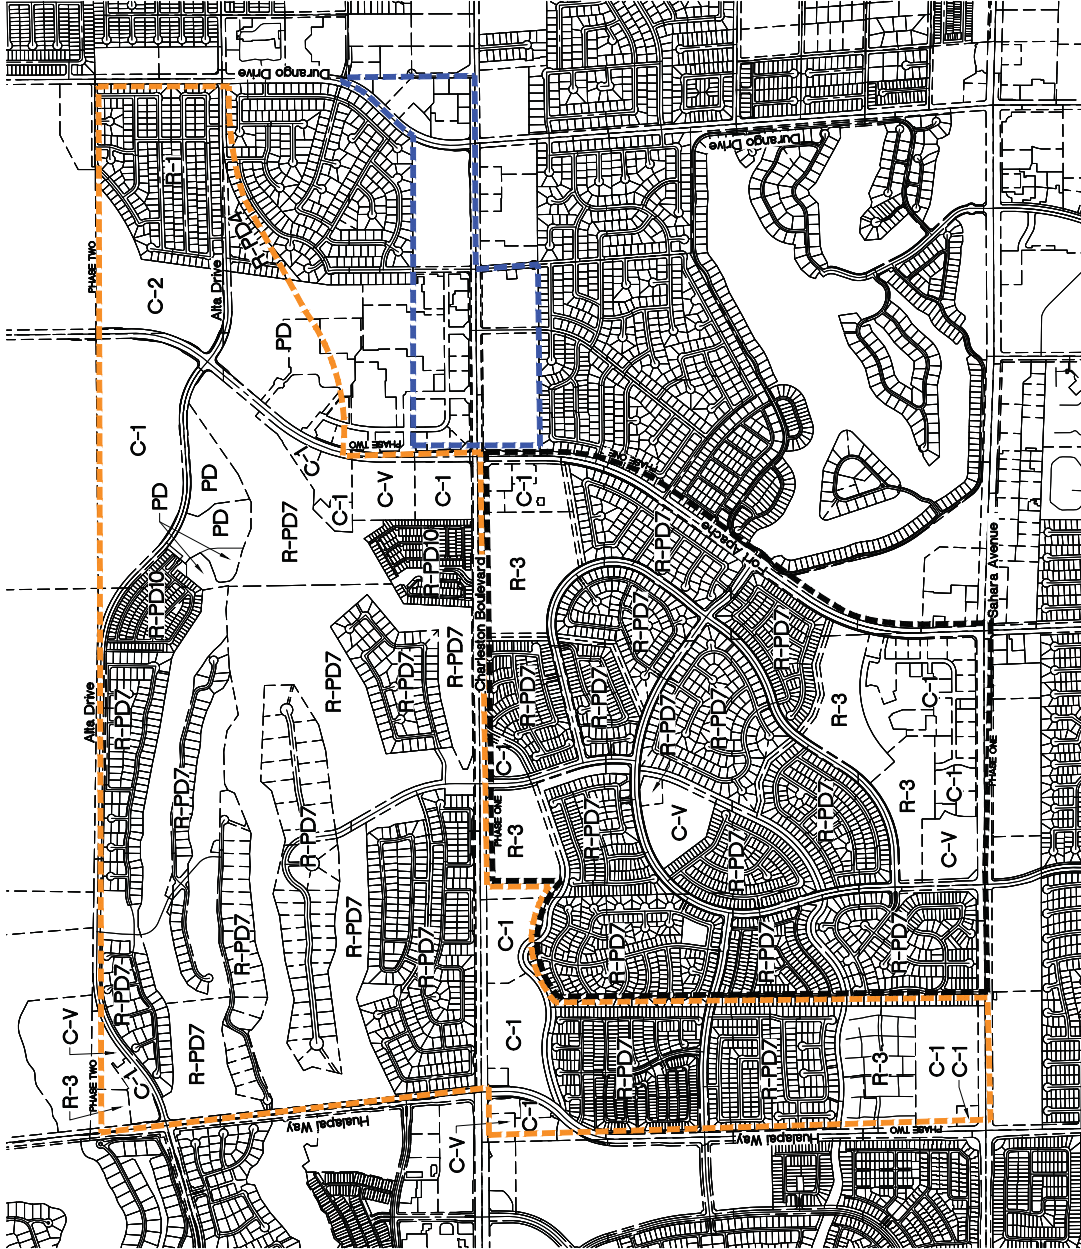 Durango Drive
R-1
PHASE TWO
Alta Drive
R-PD4
C-2
Durango Drive
PD
C-1
PHASE TWO
C-1
PD
PD
PD
C-1
C-V
C-1
C-1
PHASE ONE
R-PD7
R-PD10
R-PD10
Charleston Boulevard
R-3
R-PD7
Fort Apache
Sahara Avenue
Alta Drive
R-PD7
R-PD7
R-PD7
R-PD7
R-PD7
R-PD7
R-PD7
R-PD7
R-PD7
R-PD7
R-PD7
R-3
C-1
C-1
R-PD7
R-PD7
PHASE ONE
R-3
R-PD7
C-V
R-PD7
R-PD7
R-3
C-1
C-V
PHASE ONE
R-PD7
R-PD7
R-PD7
C-1
R-PD7
R-PD7
R-PD7
C-V
R-3
PHASE TWO
C-1
R-PD7
R-PD7
C-1
R-PD7
R-PD7
R-3
C-1
C-1
Hualapai Way
C-V
C-1
Hualapai Way
PHASE TWO